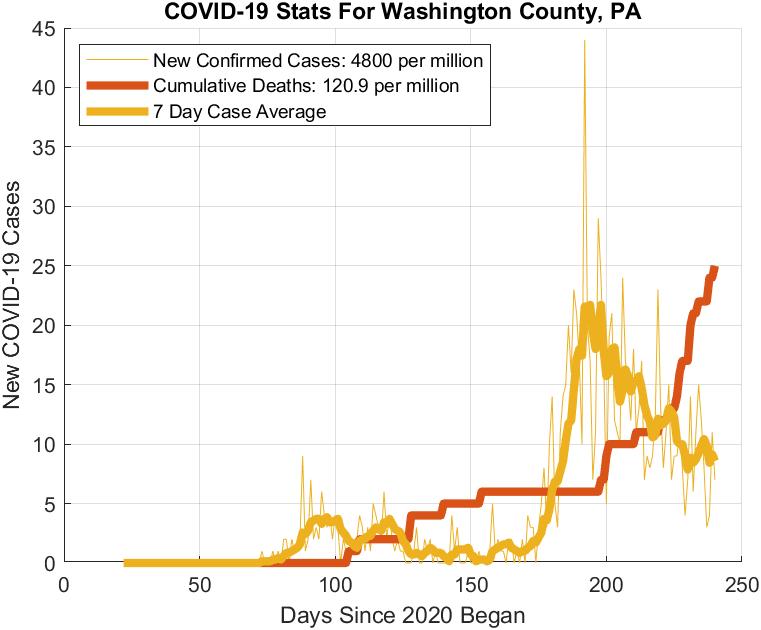 COVID-19 Stats For Washington County, PA
New Confirmed Cases: 4800 per million
Cumulative Deaths: 120.9 per million
7 Day Case Average
New COVID-19 Cases
45
40
35
30
25
20
15
10
5
0
0 50 100 150 200 250
Days Since 2020 Began